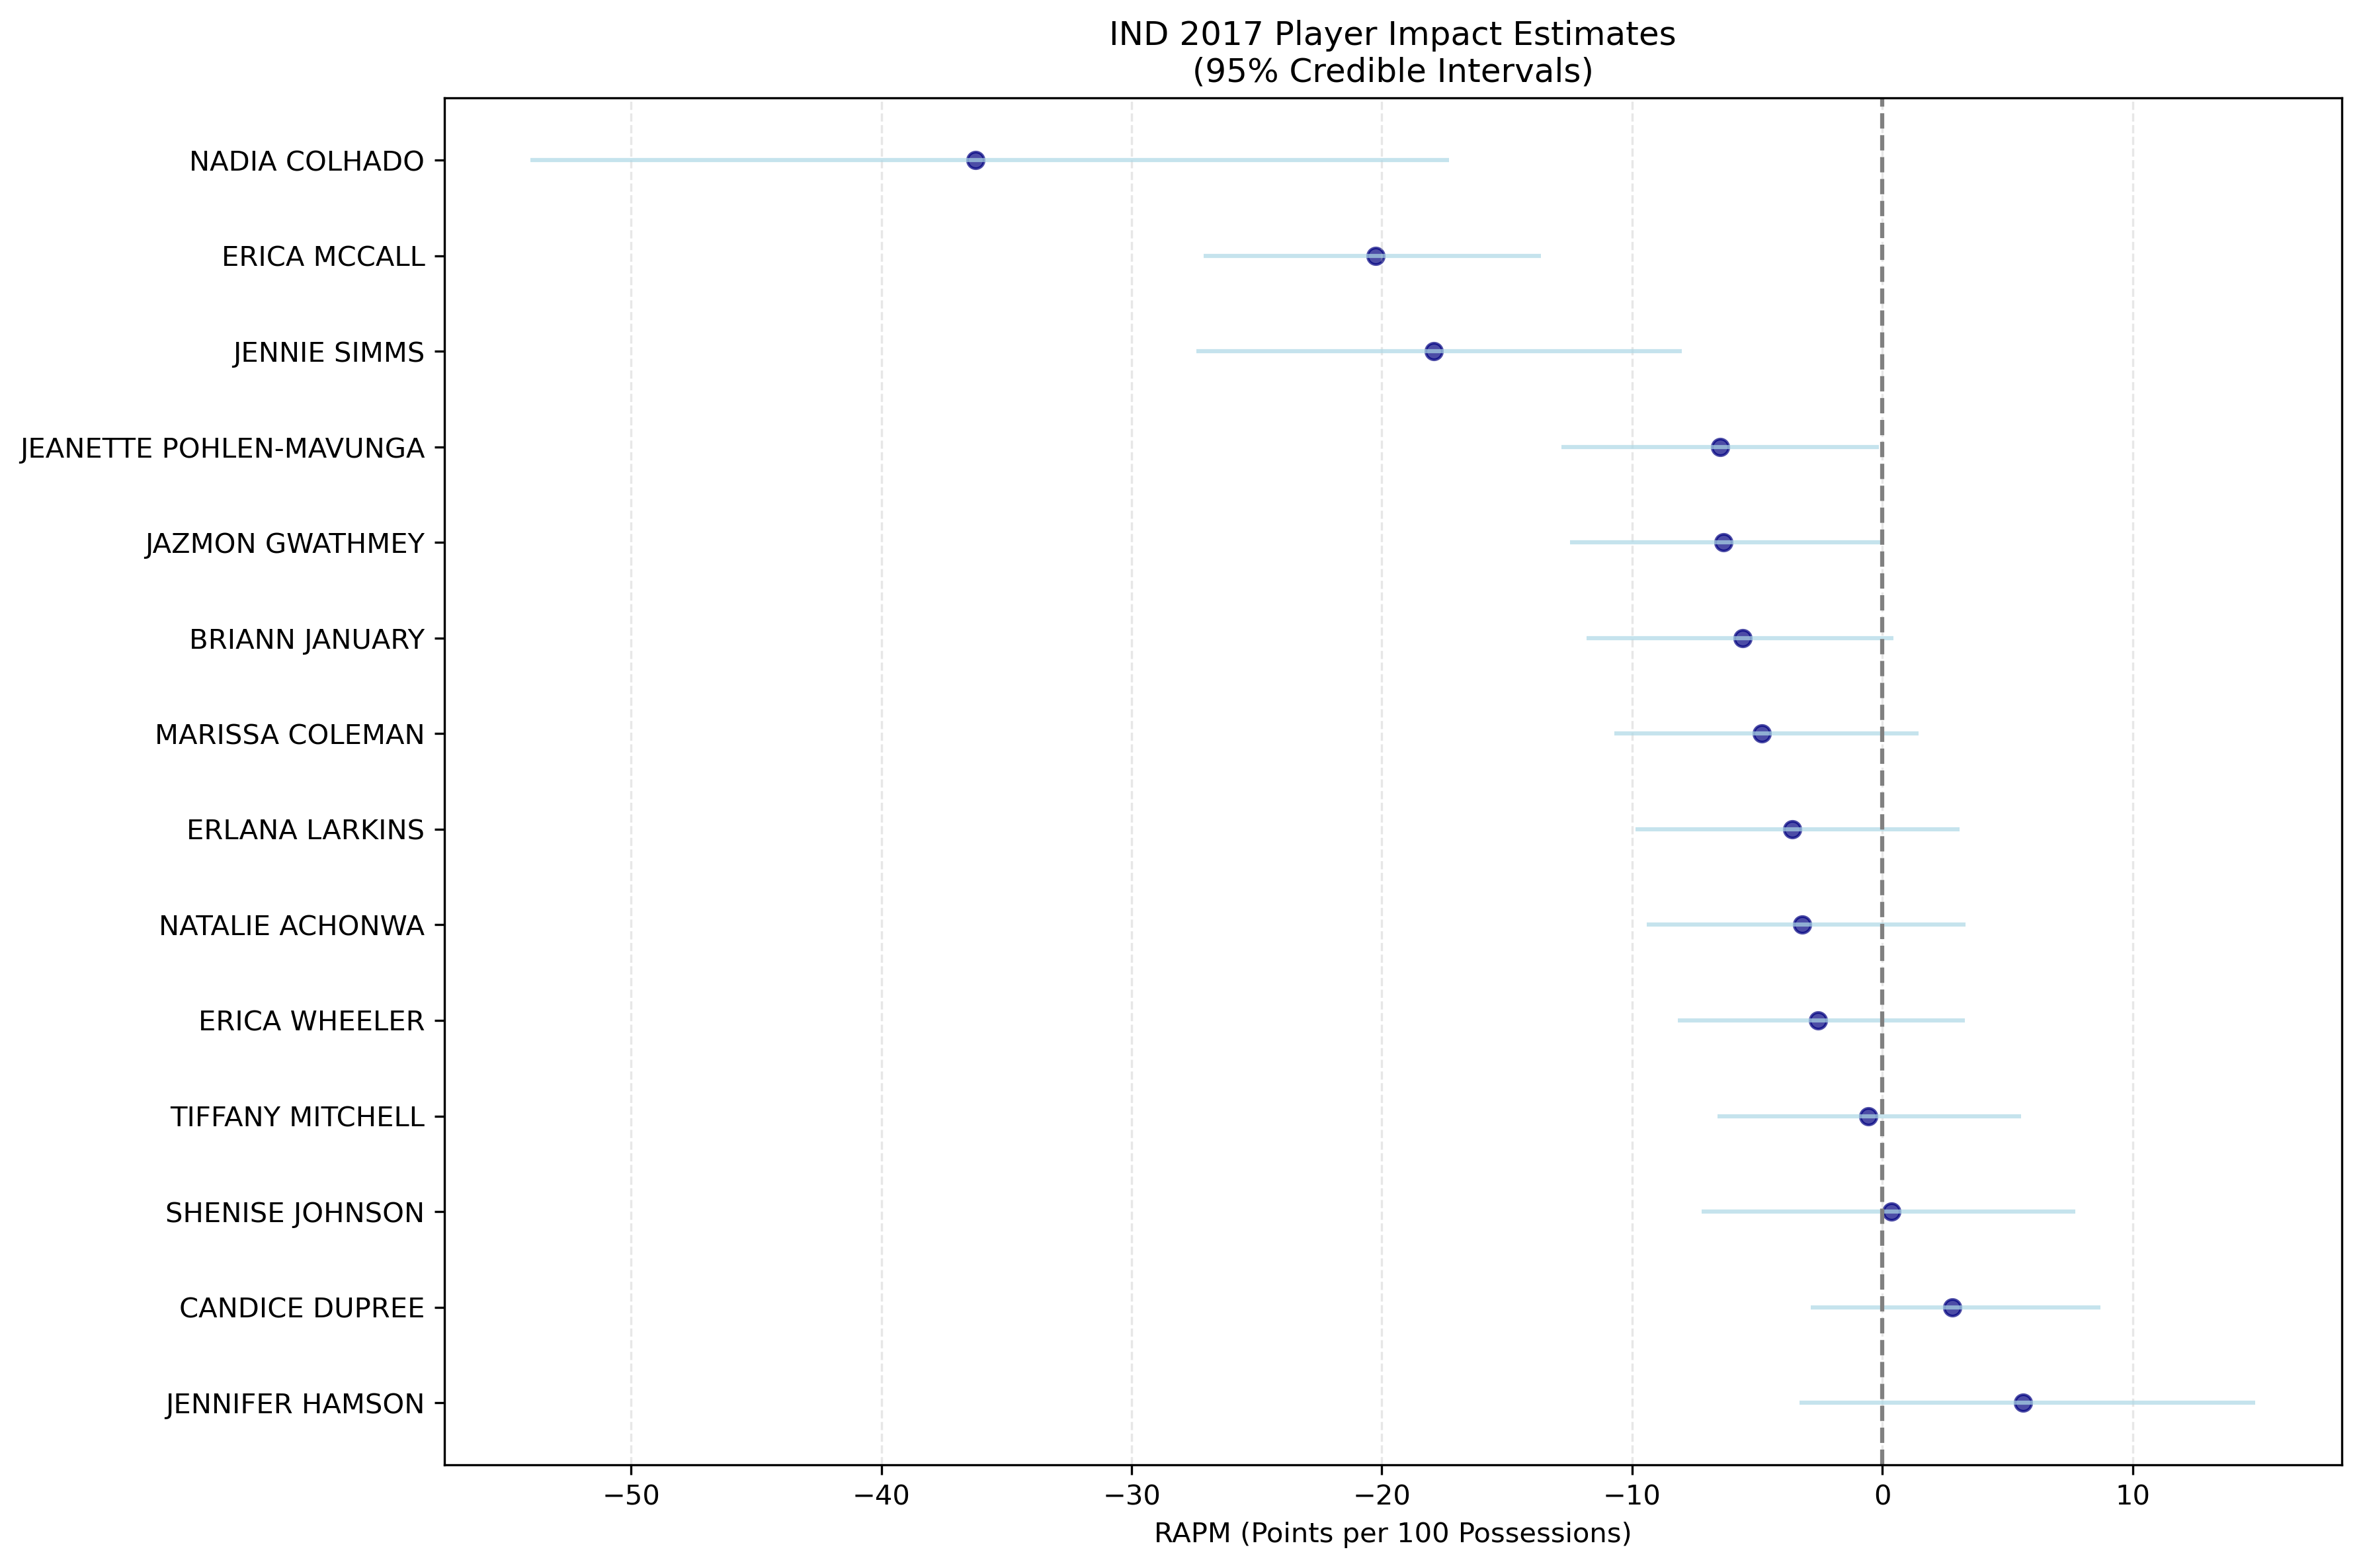 IND 2017 Player Impact Estimates
(95% Credible Intervals)
NADIA COLHADO
ERICA MCCALL
JENNIE SIMMS
JEANETTE POHLEN-MAVUNGA
JAZMON GWATHMEY
BRIANN JANUARY
MARISSA COLEMAN
ERLANA LARKINS
NATALIE ACHONWA
ERICA WHEELER
TIFFANY MITCHELL
SHENISE JOHNSON
CANDICE DUPREE
JENNIFER HAMSON
−50 −40 −30 −20 −10 0 10
RAPM (Points per 100 Possessions)